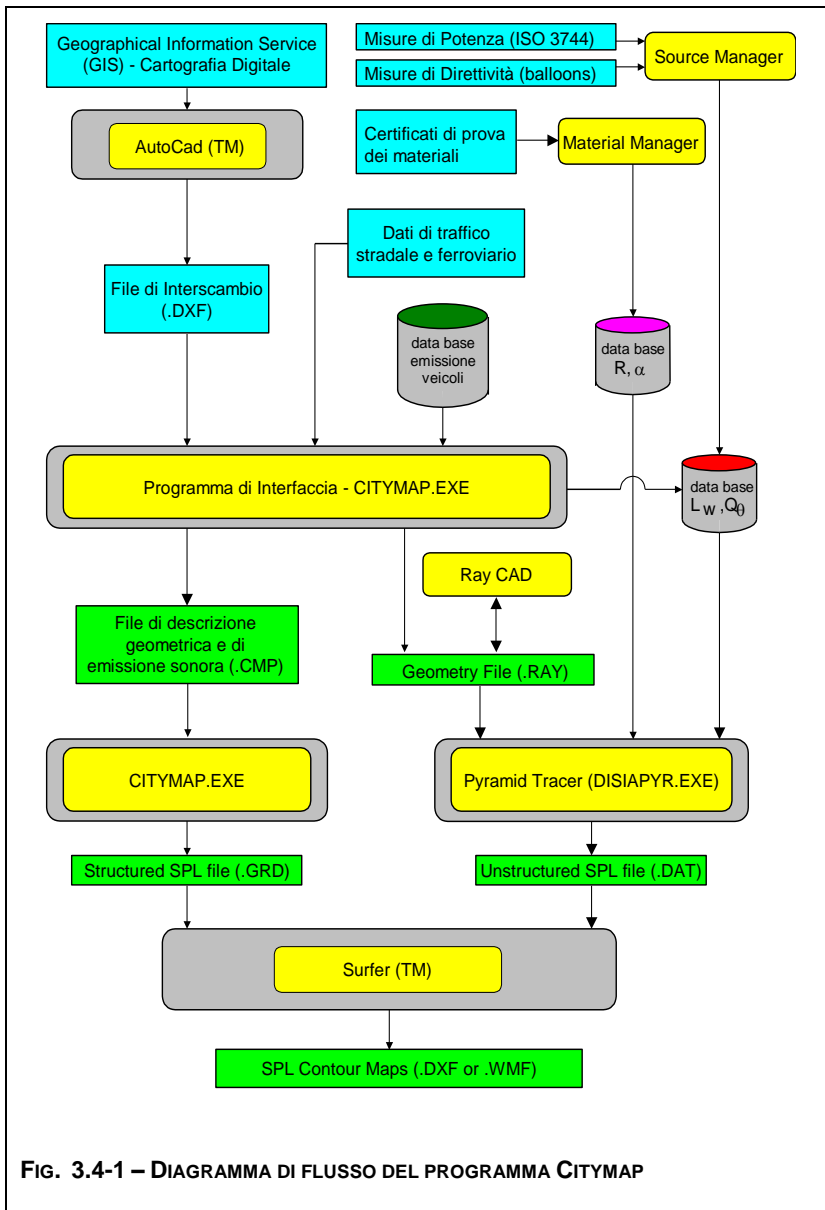 Geographical Information Service
(GIS) - Cartografia Digitale
Misure di Potenza (ISO 3744)
Misure di Direttività (balloons)
Source Manager
AutoCad (TM)
Certificati di prova
dei materiali
Material Manager
Dati di traffico
stradale e ferroviario
File di Interscambio
(.DXF)
data base
emissione
veicoli
data base
R, α
Programma di Interfaccia - CITYMAP.EXE
data base
L W ,Qθ
Ray CAD
File di descrizione
geometrica e di
emissione sonora (.CMP)
Geometry File (.RAY)
CITYMAP.EXE
Pyramid Tracer (DISIAPYR.EXE)
Structured SPL file (.GRD)
Unstructured SPL file (.DAT)
Surfer (TM)
SPL Contour Maps (.DXF or .WMF)
FIG. 3.4-1 – DIAGRAMMA DI FLUSSO DEL PROGRAMMA CITYMAP